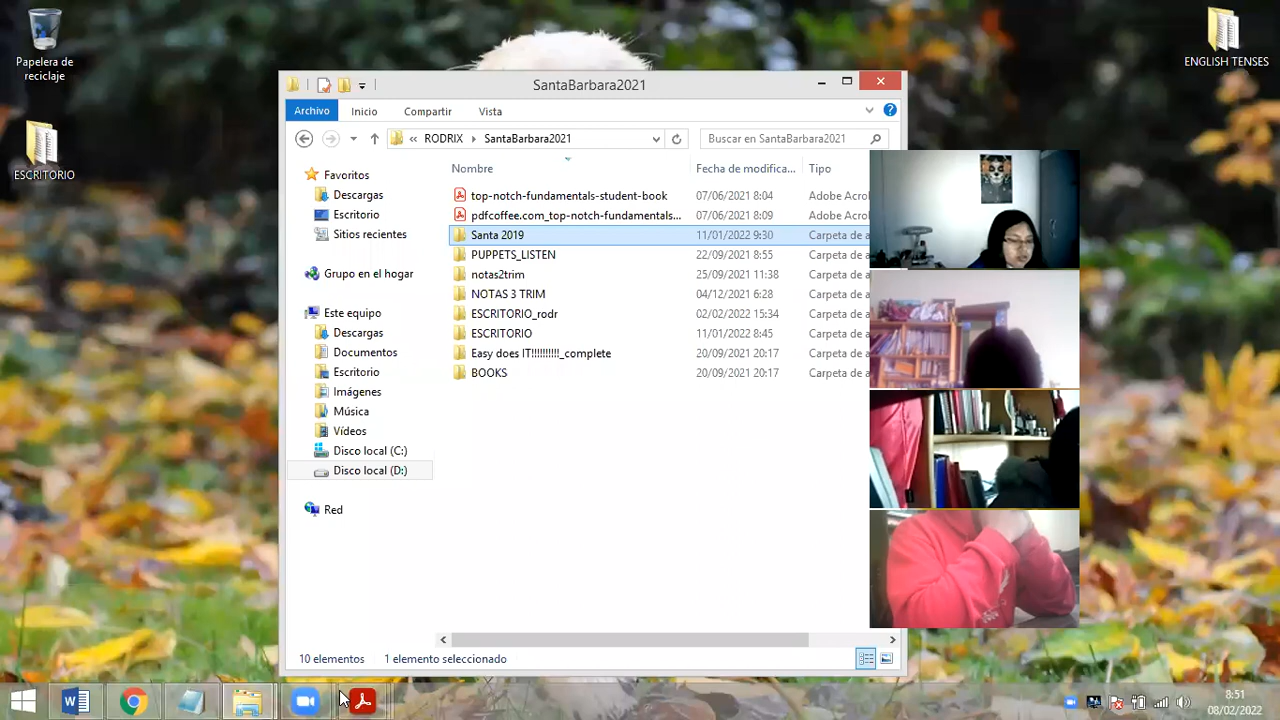 Papelera de
reciclaje
ESCRITORIO
ENGLISH TENSES
SantaBarbara2021
Archivo Inicio Compartir Vista
« RODRIX SantaBarbara2021
Buscar en SantaBarbara2021
Nombre Fecha de modifica... Tipo
top-notch-fundamentals-student-book 07/06/2021 8:04 Adobe Acro
pdfcoffee.com_top-notch-fundamentals... 07/06/2021 8:09 Adobe Acro
Santa 2019 11/01/2022 9:30 Carpeta de a
PUPPETS_LISTEN 22/09/2021 8:55 Carpeta de a
notas2trim 25/09/2021 11:38 Carpeta de a
NOTAS 3 TRIM 04/12/2021 6:28 Carpeta de a
ESCRITORIO_rodr 02/02/2022 15:34 Carpeta de a
ESCRITORIO 11/01/2022 8:45 Carpeta de a
Easy does IT!!!!!!!!!!_complete 20/09/2021 20:17 Carpeta de a
BOOKS 20/09/2021 20:17 Carpeta de a
Favoritos
Descargas
Escritorio
Sitios recientes
Grupo en el hogar
Este equipo
Descargas
Documentos
Escritorio
Imágenes
Música
Vídeos
Disco local (C:)
Disco local (D:)
Red
10 elementos 1 elemento seleccionado
8:51
08/02/2022